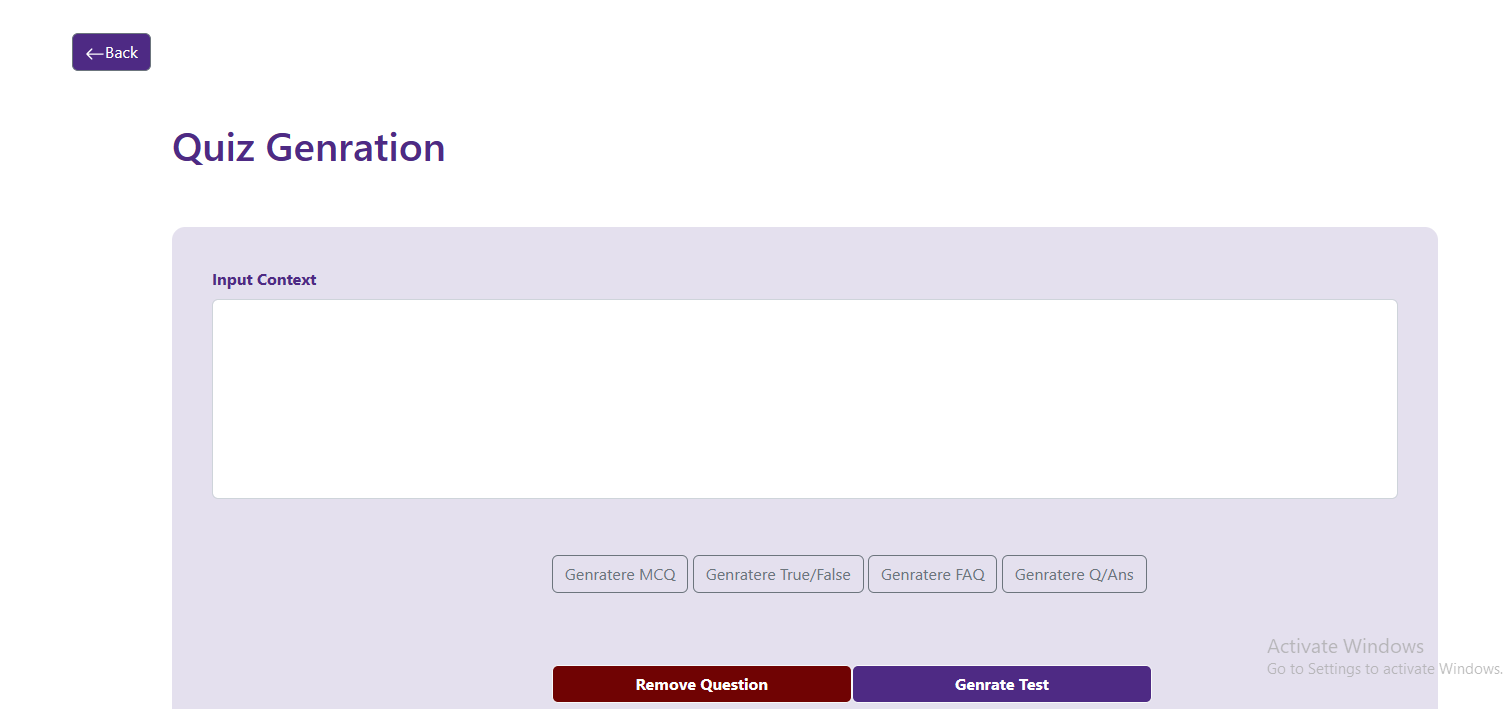 ←Back
Quiz Genration
Input Context
Genratere MCQ Genratere True/False Genratere FAQ Genratere Q/Ans
Activate Windows
Go to Settings to activate Windows.
Remove Question Genrate Test